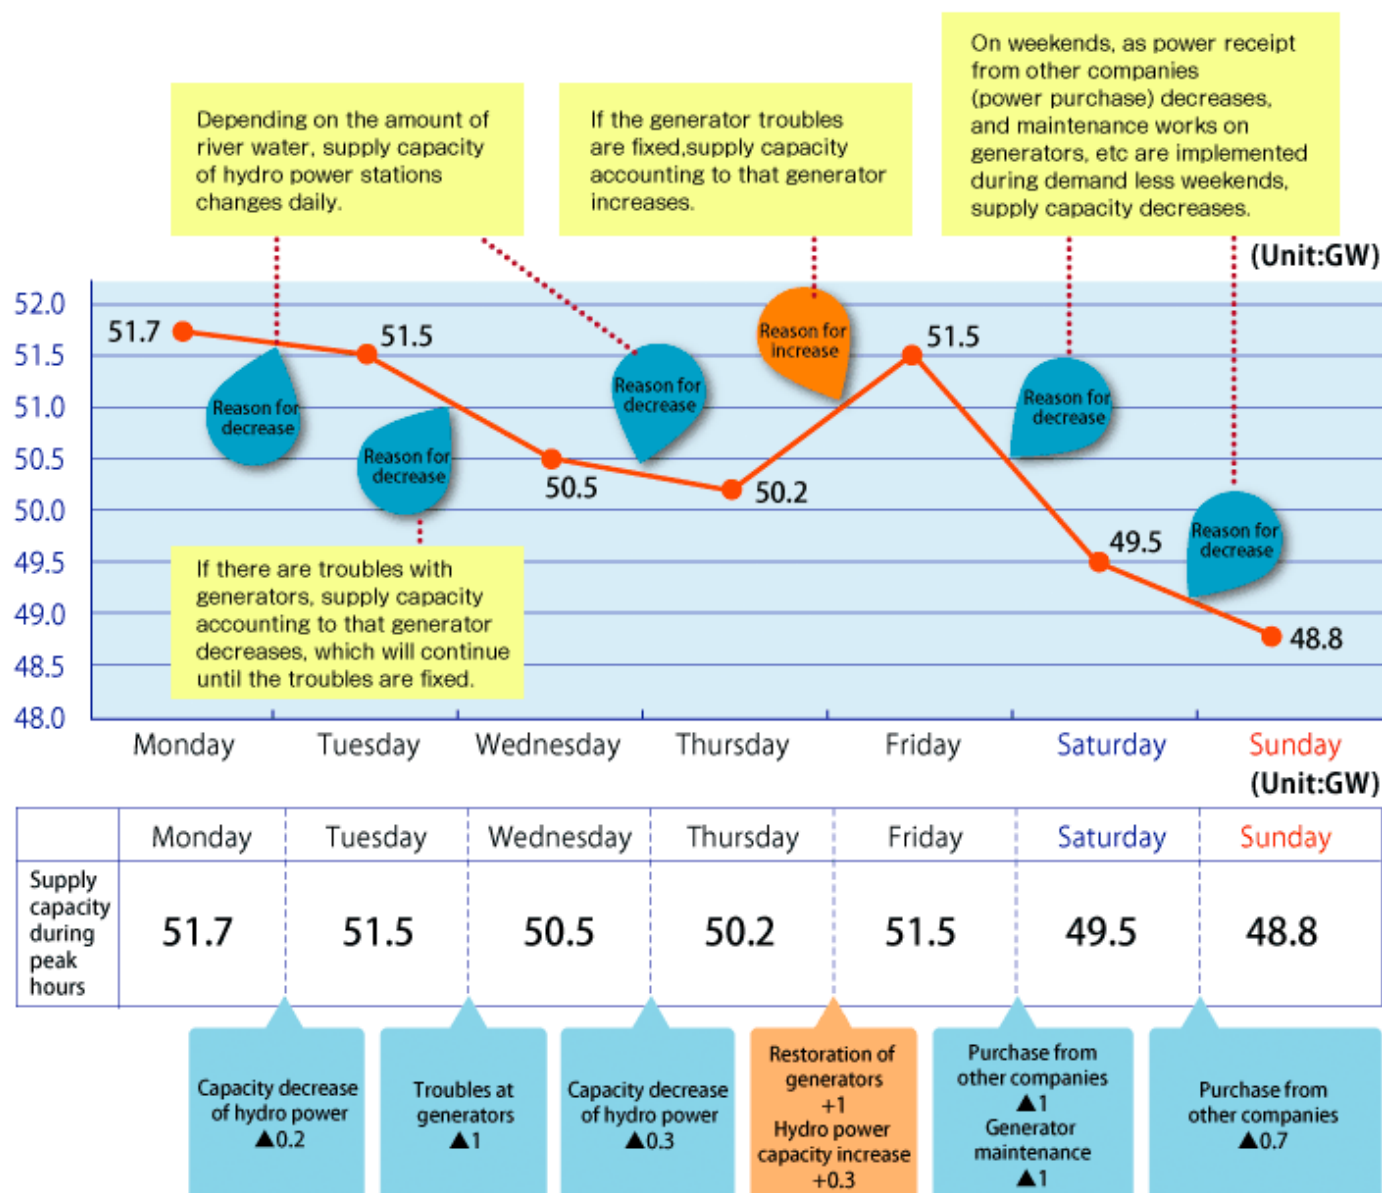 Depending on the amount of
river water, supply capacity
of hydro power stations
changes daily.
If the generator troubles
are fixed,supply capacity
accounting to that generator
increases.
On weekends, as power receipt
from other companies
(power purchase) decreases,
and maintenance works on
generators, etc are implemented
during demand less weekends,
supply capacity decreases.
(Unit:GW)
52.0
51.5
51.0
50.5
50.0
49.5
49.0
48.5
48.0
51.7
51.5
50.5
50.2
51.5
49.5
48.8
Reason for
decrease
Reason for
decrease
Reason for
decrease
Reason for
increase
Reason for
decrease
Reason for
decrease
If there are troubles with
generators, supply capacity
accounting to that generator
decreases, which will continue
until the troubles are fixed.
Monday Tuesday Wednesday Thursday Friday Saturday Sunday
(Unit:GW)
Monday Tuesday Wednesday Thursday Friday Saturday Sunday
Supply
capacity
during
peak
hours
51.7 51.5 50.5 50.2 51.5 49.5 48.8
Capacity decrease
of hydro power
▲0.2
Troubles at
generators
▲1
Capacity decrease
of hydro power
▲0.3
Restoration of
generators
+1
Hydro power
capacity increase
+0.3
Purchase from
other companies
▲1
Generator
maintenance
▲1
Purchase from
other companies
▲0.7